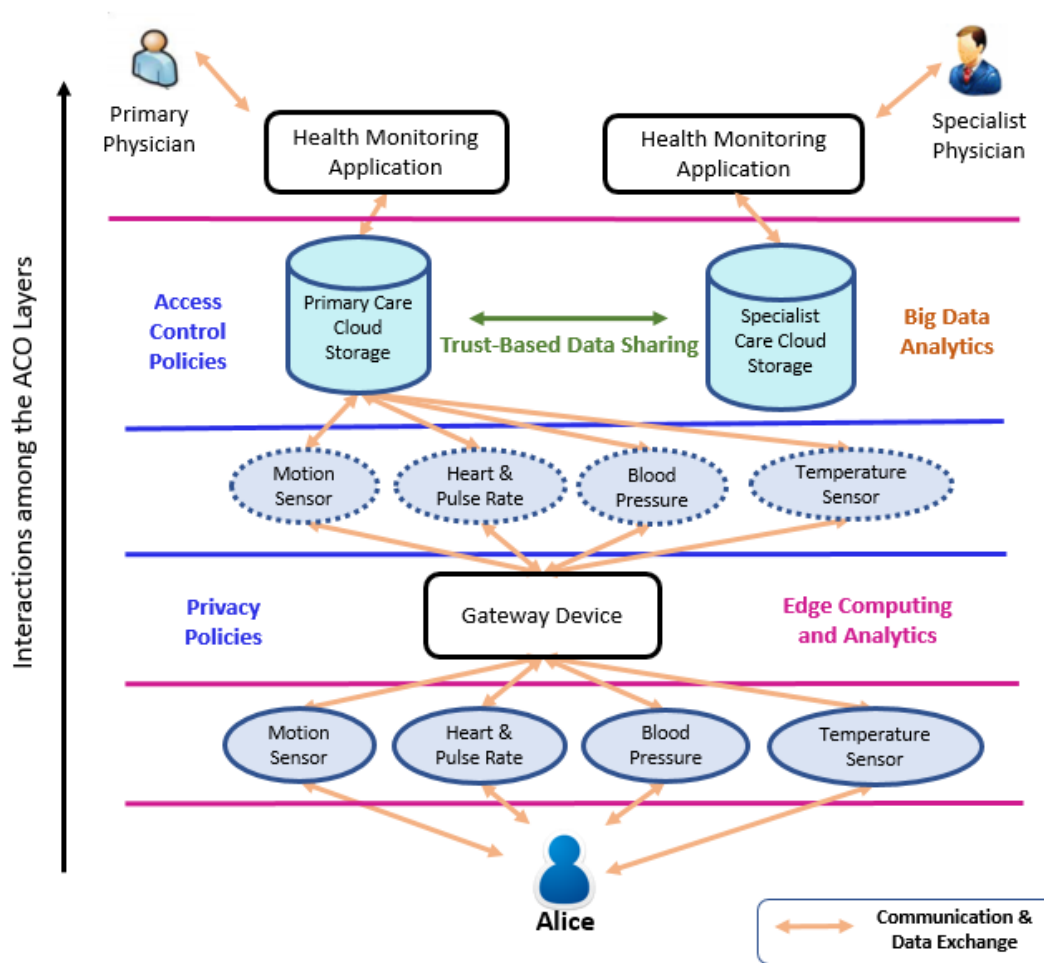 Primary
Physician
Specialist
Physician
Health Monitoring
Application
Health Monitoring
Application
Interactions among the ACO Layers
Access
Control
Policies
Primary Care
Cloud
Storage
Trust-Based Data Sharing
Specialist
Care Cloud
Storage
Big Data
Analytics
Motion
Sensor
Heart &
Pulse Rate
Blood
Pressure
Temperature
Sensor
Privacy
Policies
Gateway Device
Edge Computing
and Analytics
Motion
Sensor
Heart &
Pulse Rate
Blood
Pressure
Temperature
Sensor
Alice
Communication &
Data Exchange